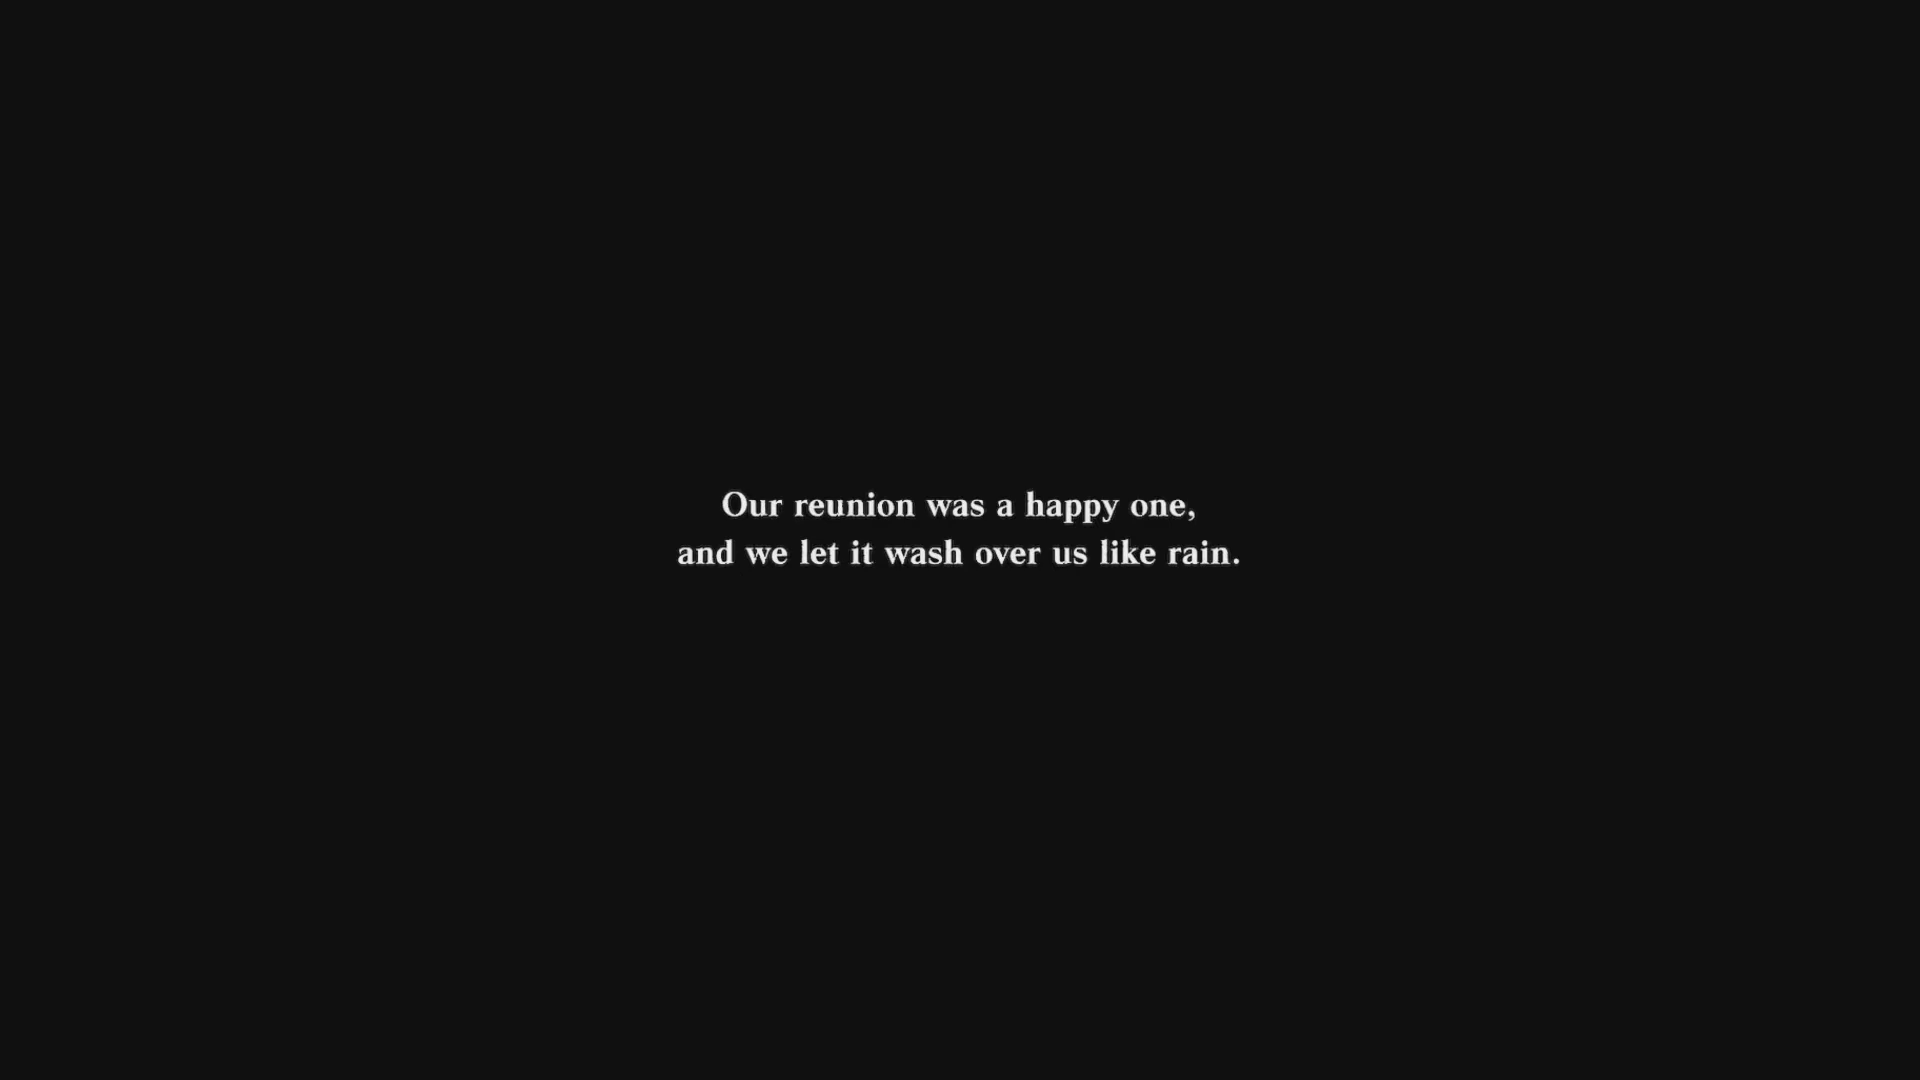 Our reunion was a happy one,
and we let it wash over us like rain.